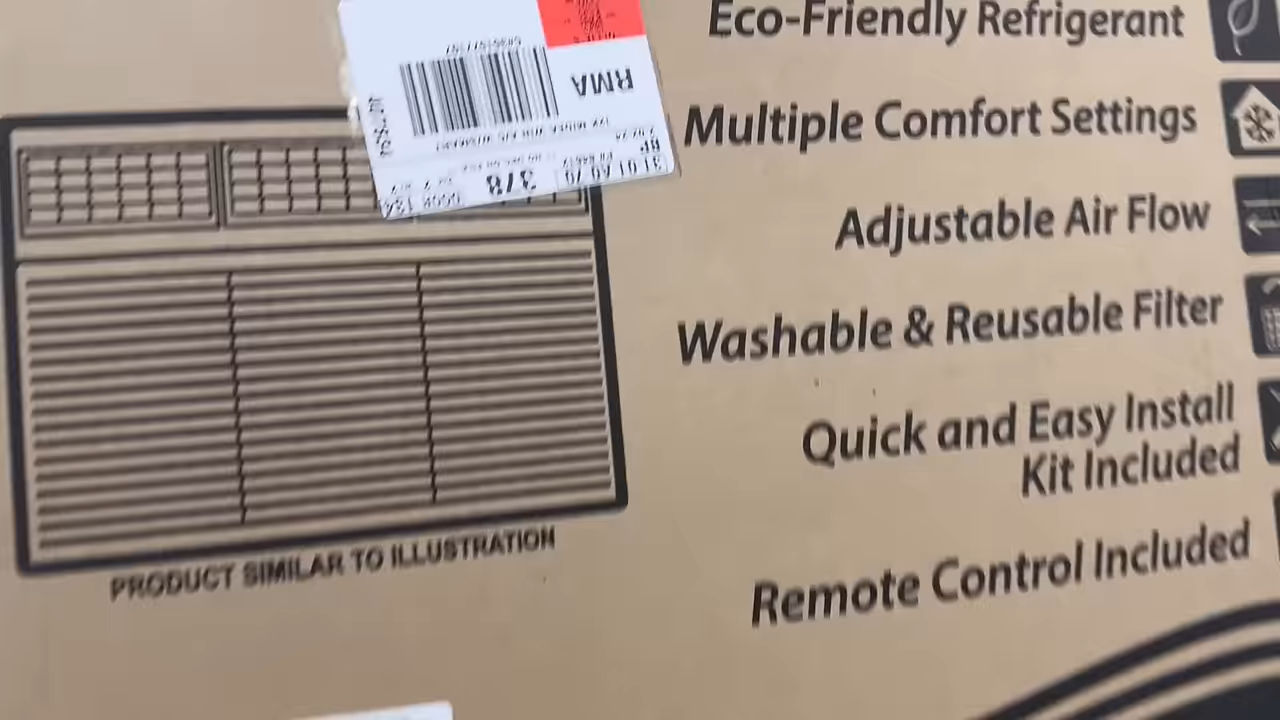 Eco-Friendly Refrigerant
Multiple Comfort Settings
Adjustable Air Flow
Washable & Reusable Filter
Quick and Easy Install
Kit Included
Remote Control Included
PRODUCT SIMILAR TO ILLUSTRATION
RMA
378